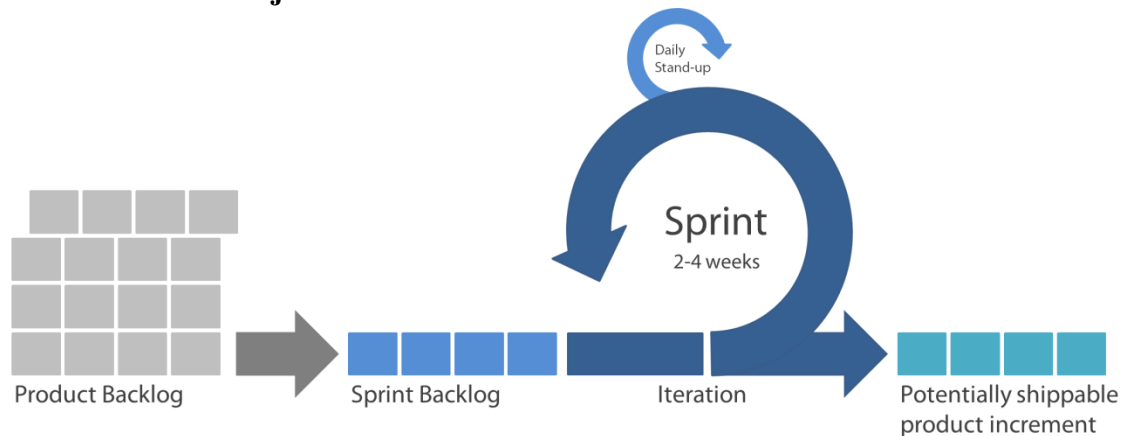 Daily
Stand-up
Sprint
2-4 weeks
Product Backlog
Sprint Backlog
Iteration
Potentially shippable
product increment